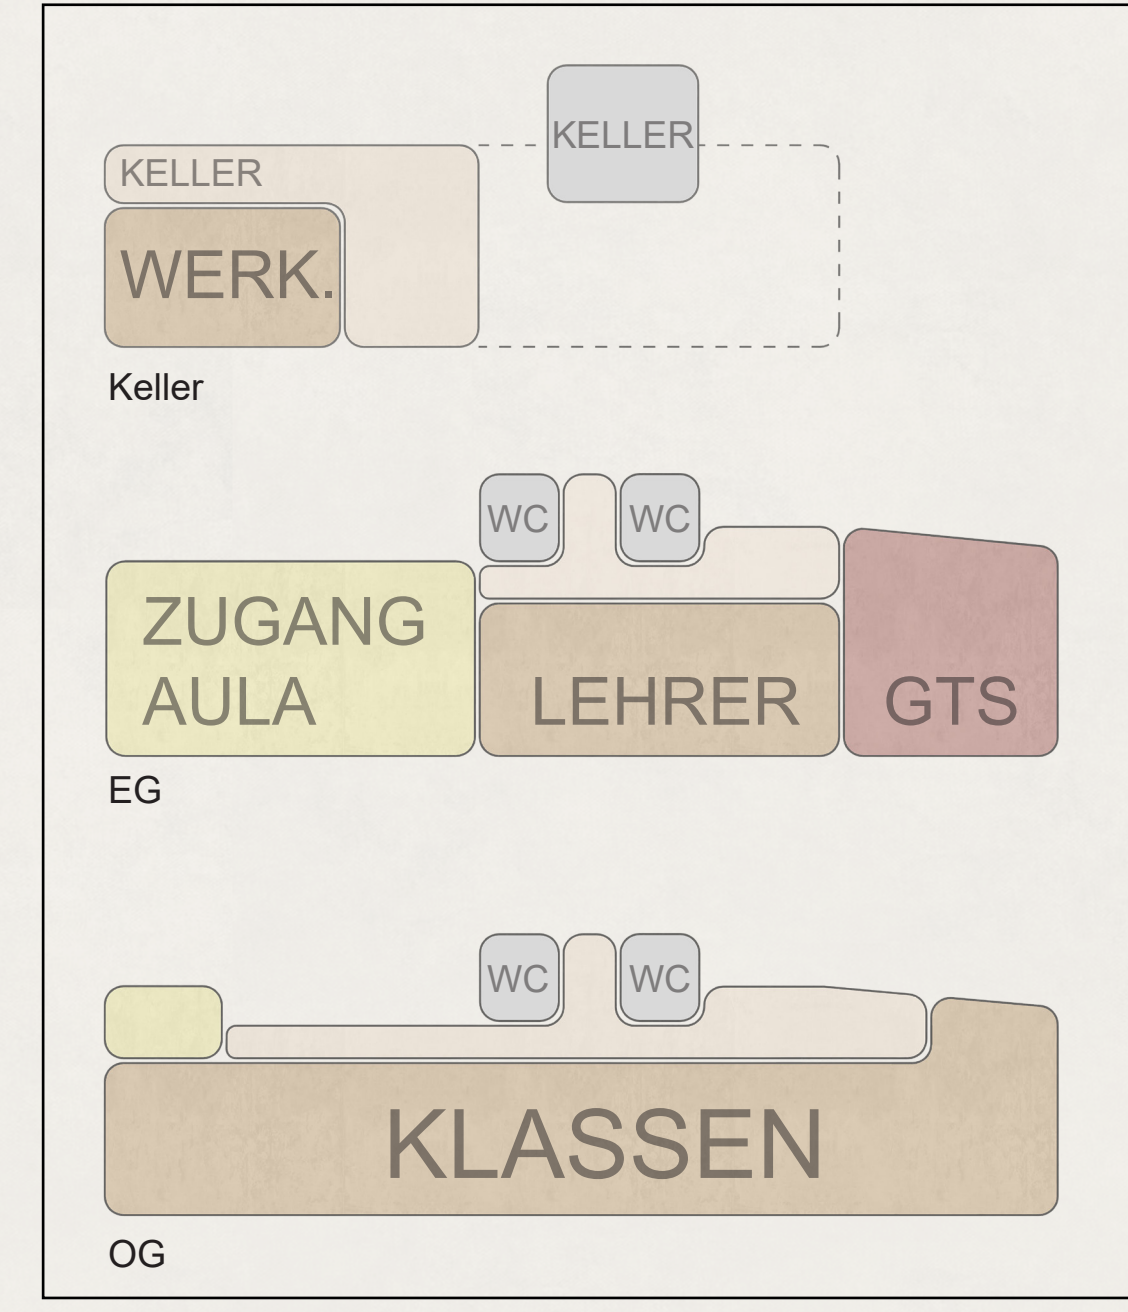 KELLER
KELLER
WERK.
Keller
WC
WC
ZUGANG
AULA
LEHRER
GTS
EG
WC
WC
KLASSEN
OG